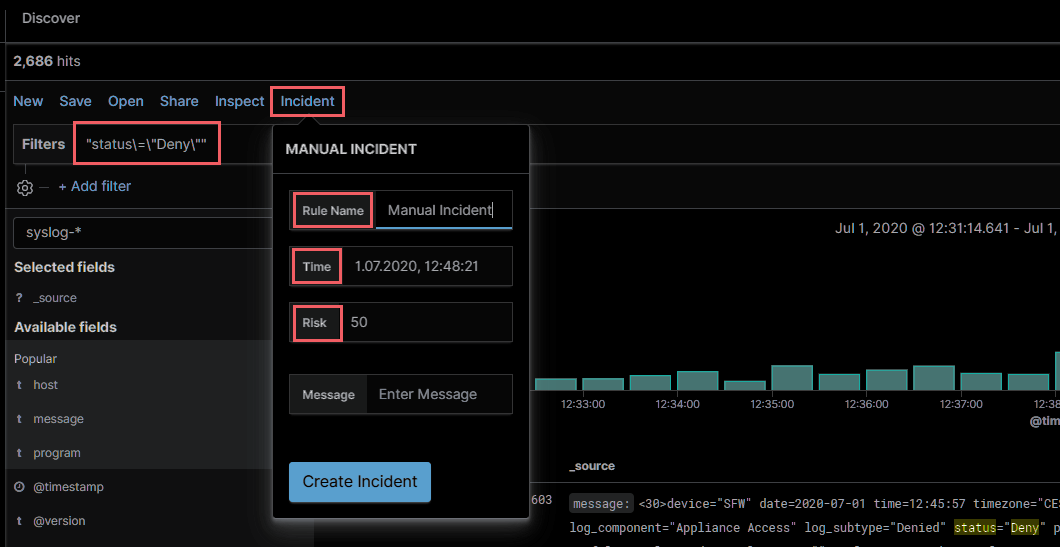 Discover
2,686 hits
New Save Open Share Inspect Incident
Filters "status\=\"Deny\""
MANUAL INCIDENT
+ Add filter
Rule Name Manual Incident
syslog-*
Jul 1, 2020 @ 12:31:14.641 - Jul 1,
Selected fields
Time 1.07.2020, 12:48:21
? _source
Available fields
Risk 50
Popular
t host
Message Enter Message
12:33:00 12:34:00 12:35:00 12:36:00 12:37:00 12:38
t message
@tim
t program
_source
Create Incident
@timestamp
603 message: <30>device="SFW" date=2020-07-01 time=12:45:57 timezone="CES
t @version
log_component="Appliance Access" log_subtype="Denied" status="Deny" p